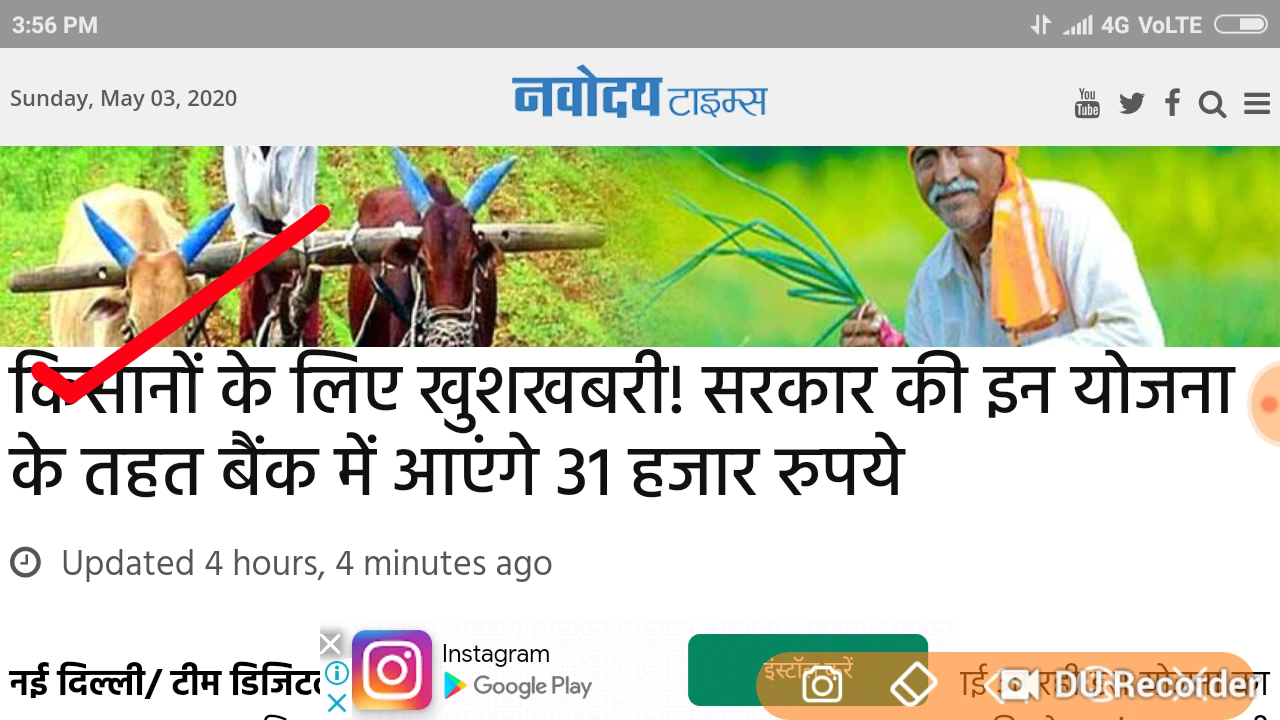 3:56 PM
4G VoLTE
Sunday, May 03, 2020
नवोदय टाइम्स
You Tube
किसानों के लिए खुशखबरी! सरकार की इन योजना
के तहत बैंक में आएंगे 31 हजार रुपये
Updated 4 hours, 4 minutes ago
Instagram
Google Play
इंस्टॉल करें
नई दिल्ली/ टीम डिजिटल
DU Recorder